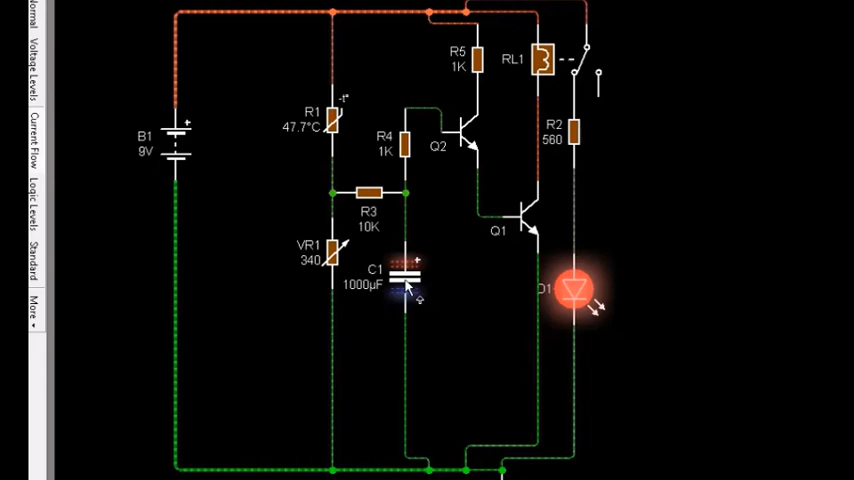 Normal
Voltage Levels
Current Flow
Logic Levels
Standard
More
R5
1K
RL1
R1
47.7°C
-t°
R4
1K
Q2
R2
560
B1
9V
+
R3
10K
Q1
VR1
340
C1
1000µF
+
D1